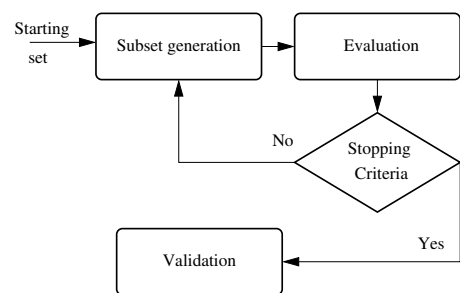 Starting
set
Subset generation
Evaluation
No
Stopping
Criteria
Yes
Validation